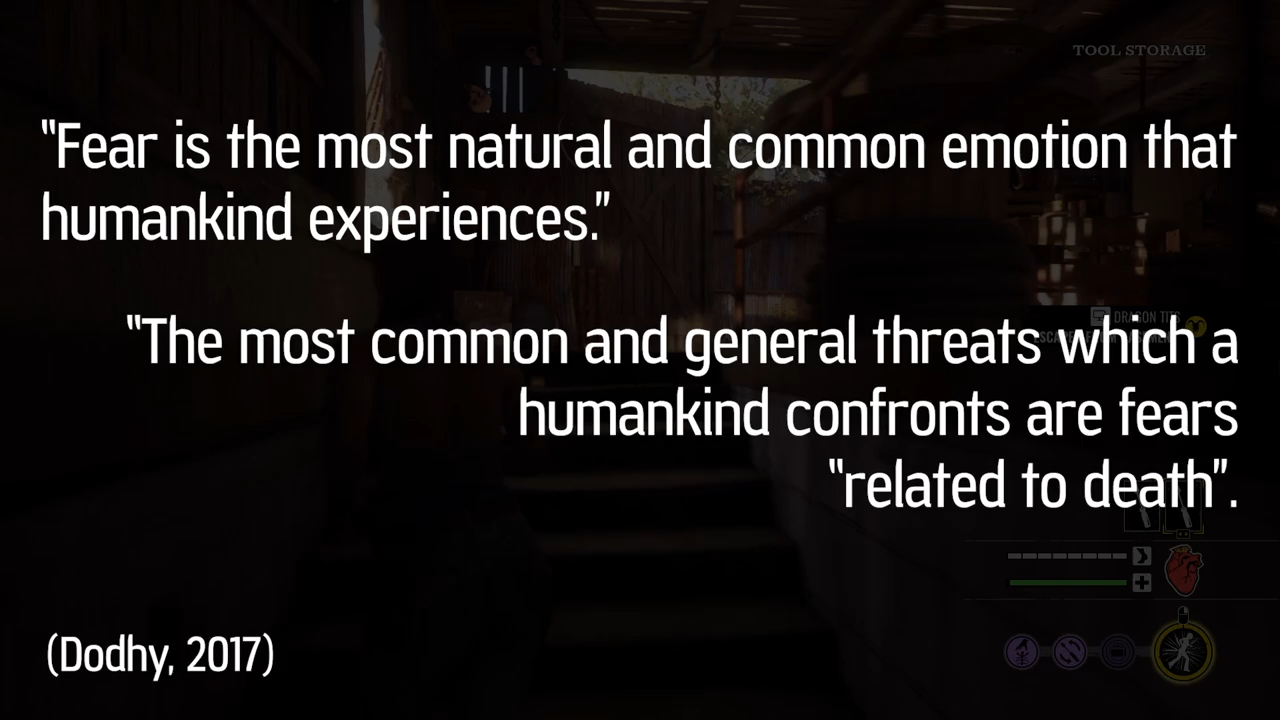 TOOL STORAGE
“Fear is the most natural and common emotion that
humankind experiences.”
“The most common and general threats which a
humankind confronts are fears
“related to death”.
(Dodhy, 2017)